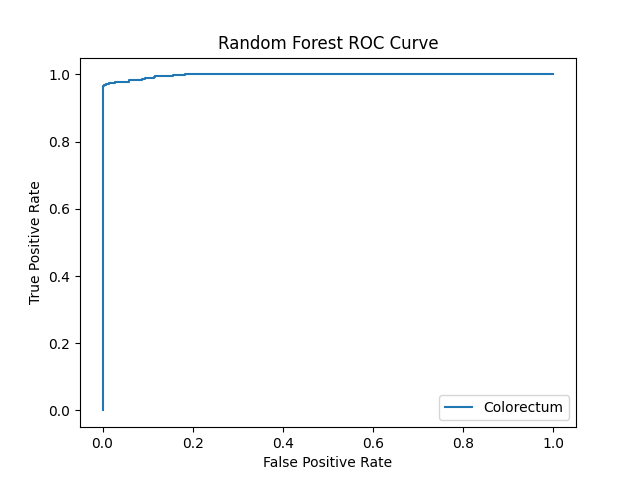 Random Forest ROC Curve
True Positive Rate
1.0
0.8
0.6
0.4
0.2
0.0
Colorectum
0.0 0.2 0.4 0.6 0.8 1.0
False Positive Rate